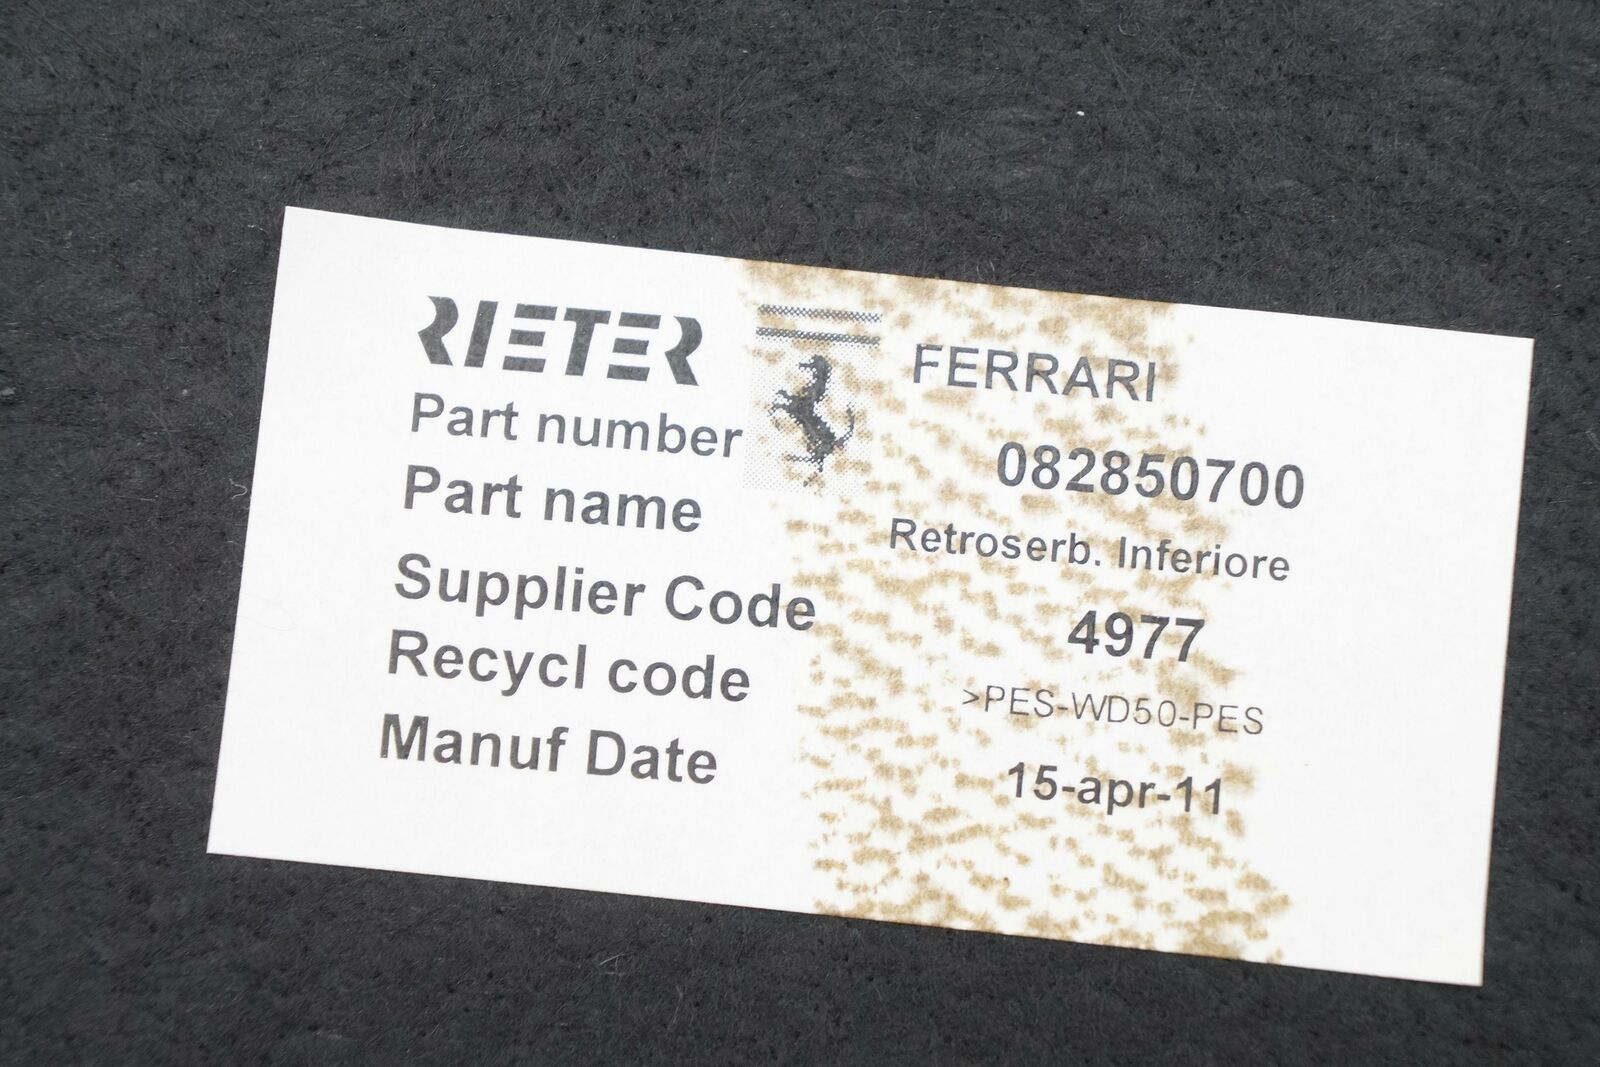 RIETER FERRARI
Part number 082850700
Part name Retroserb. Inferiore
Supplier Code 4977
Recycl code >PES-WD50-PES
Manuf Date 15-apr-11